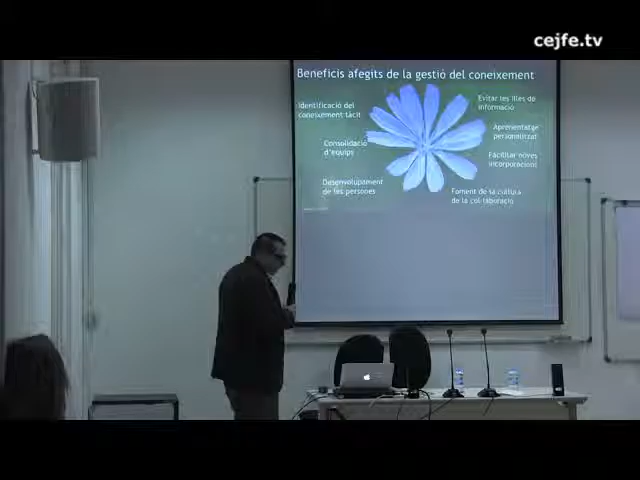 cejfe.tv
Beneficis afegits de la gestió del coneixement
Identificació del
coneixement tàcit
Consolidació
d'equips
Desenvolupament
de les persones
Evitar les illes de
informació
Aprenentatge
personalitzat
Facilitar noves
incorporacions
Foment de la cultura
de la col·laboració